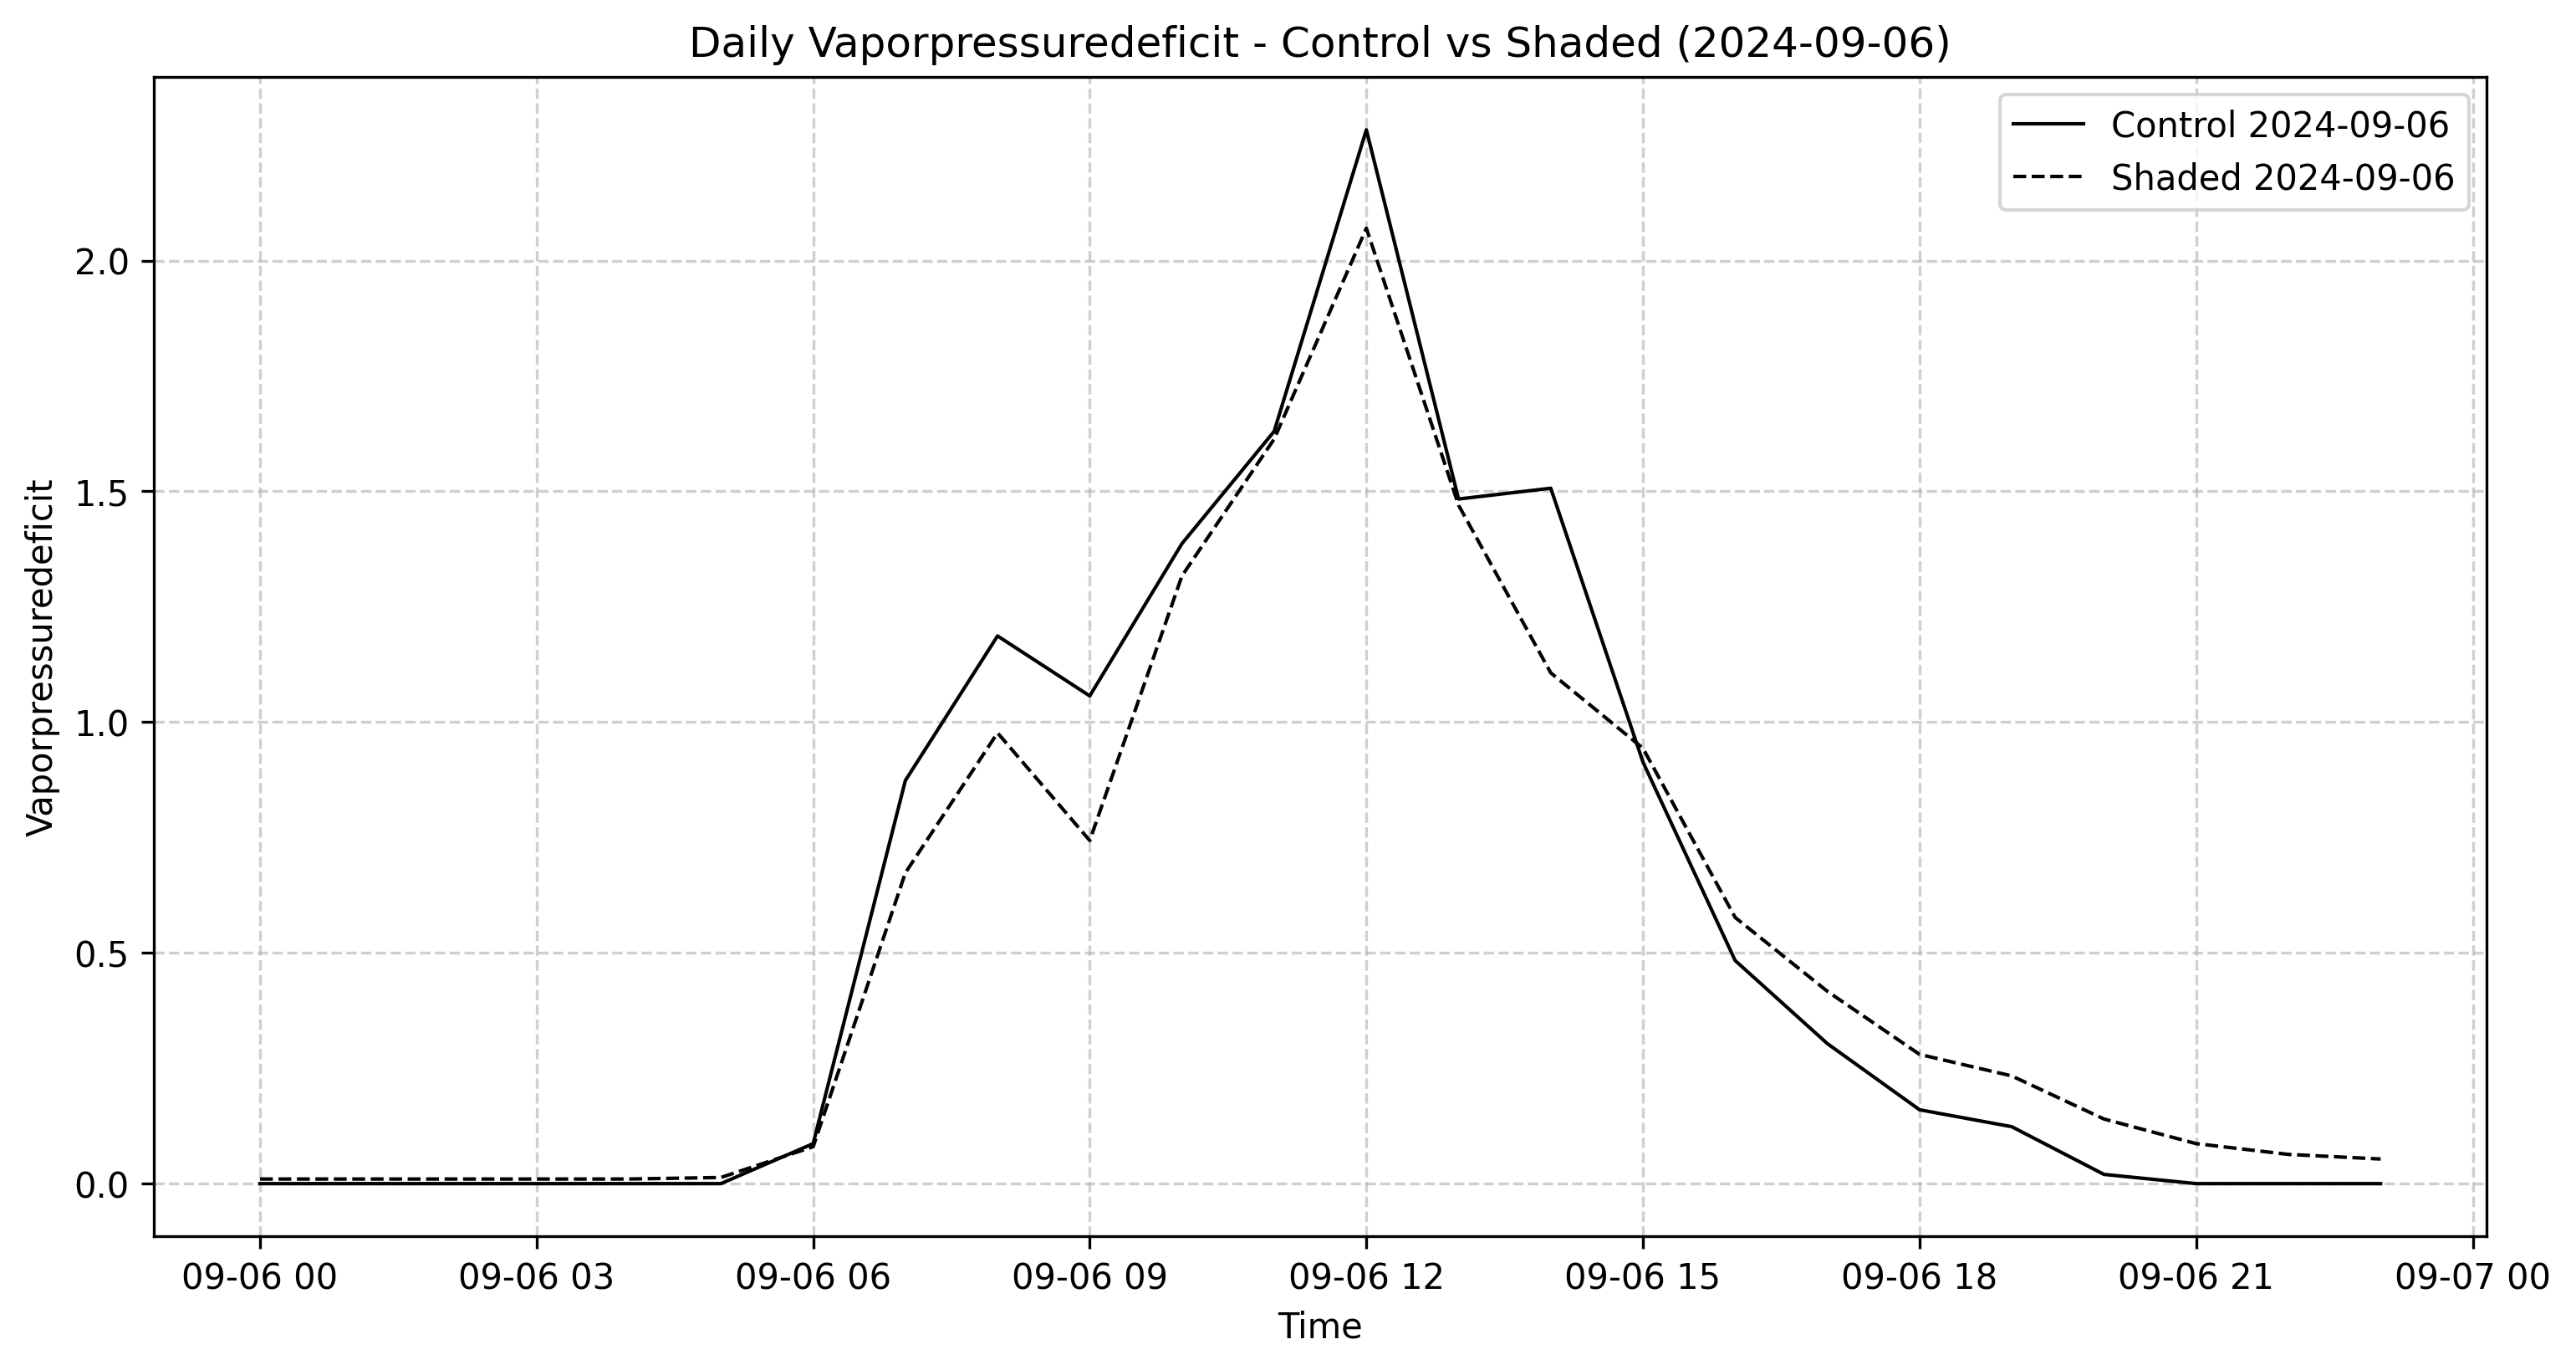 Daily Vaporpressuredeficit - Control vs Shaded (2024-09-06)
Control 2024-09-06
Shaded 2024-09-06
Vaporpressuredeficit
2.0
1.5
1.0
0.5
0.0
09-06 00 09-06 03 09-06 06 09-06 09 09-06 12 09-06 15 09-06 18 09-06 21 09-07 00
Time